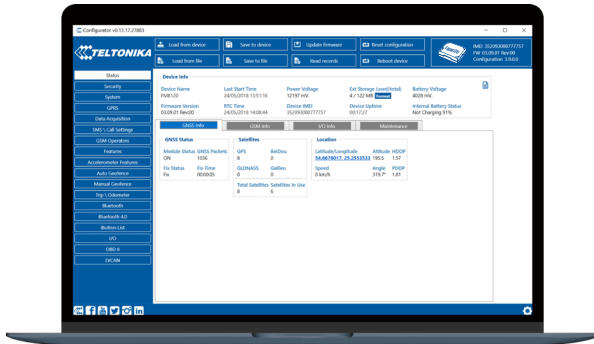 Configurator v0.13.17.27883
TELTONIKA
Load from device
Save to device
Update firmware
Reset configuration
Load from file
Save to file
Read records
Reboot device
IMEI 352093080777757
FW 03.09.01 Rev:00
Configuration 3.9.0.0
Status
Security
System
GPRS
Data Acquisition
SMS \ Call Settings
GSM Operators
Features
Accelerometer Features
Auto Geofence
Manual Geofence
Trip \ Odometer
Bluetooth
Bluetooth 4.0
iButton List
I/O
OBD II
LVCAN
Device Info
Device Name Last Start Time Power Voltage Ext Storage (used/total) Battery Voltage
FMB120 24/05/2018 13:51:16 12197 mV. 4 / 122 MB Format 4028 mV.
Firmware Version RTC Time Device IMEI Device Uptime Internal Battery Status
03.09.01 Rev:00 24/05/2018 14:08:44 352093080777757 00:17:27 Not Charging 91%
GNSS Info GSM Info I/O Info Maintenance
GNSS Status Satellites Location
Module Status GNSS Packets GPS BeiDou Latitude/Longitude Altitude HDOP
ON 1036 8 0 54.6676017, 25.2553533 195.5 1.57
Fix Status Fix Time GLONASS Galileo Speed Angle PDOP
Fix 00:00:05 0 0 0 km/h 319.7° 1.81
Total Satellites Satellites in Use
8 6